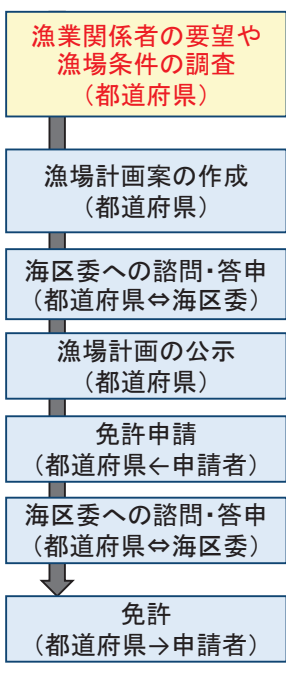 漁業関係者の要望や
漁場条件の調査
（都道府県）
漁場計画案の作成
（都道府県）
海区委への諮問・答申
（都道府県⇔海区委）
漁場計画の公示
（都道府県）
免許申請
（都道府県←申請者）
海区委への諮問・答申
（都道府県⇔海区委）
免許
（都道府県→申請者）